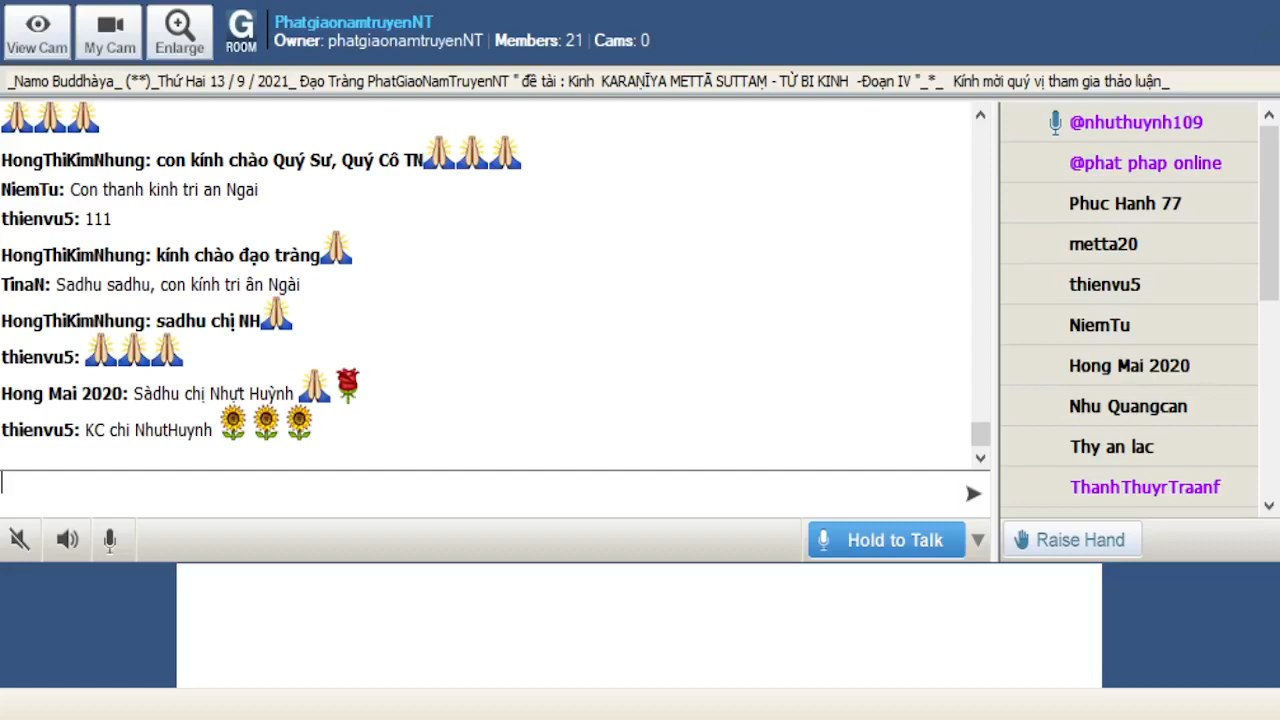 View Cam
My Cam
Enlarge
G
ROOM
PhatgiaonamtruyenNT
Owner: phatgiaonamtruyenNT | Members: 21 | Cams: 0
_Namo Buddhàya_ (**)_Thứ Hai 13 / 9 / 2021_ Đạo Tràng PhatGiaoNamTruyenNT " đề tài : Kinh KARAṆĪYA METTĀ SUTTAṂ - TỪ BI KINH -Đoạn IV "_*_ Kính mời quý vị tham gia thảo luận_
HongThiKimNhung: con kính chào Quý Sư, Quý Cô TN
NiemTu: Con thanh kinh tri an Ngai
thienvu5: 111
HongThiKimNhung: kính chào đạo tràng
TinaN: Sadhu sadhu, con kính tri ân Ngài
HongThiKimNhung: sadhu chị NH
thienvu5:
Hong Mai 2020: Sàdhu chị Nhựt Huỳnh
thienvu5: KC chi NhutHuynh
@nhuthuynh109
@phat phap online
Phuc Hanh 77
metta20
thienvu5
NiemTu
Hong Mai 2020
Nhu Quangcan
Thy an lac
ThanhThuyrTraanf
Hold to Talk
Raise Hand